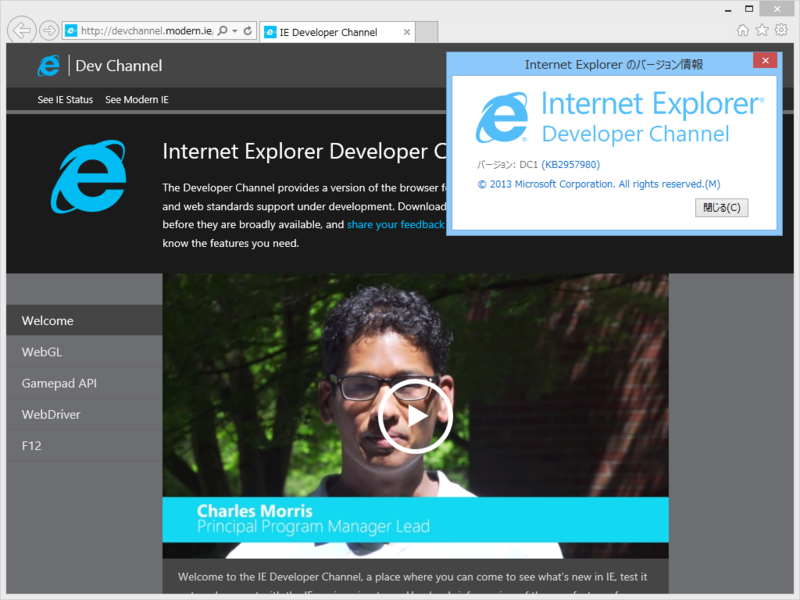 http://devchannel.modern.ie/
IE Developer Channel
Dev Channel
See IE Status
See Modern IE
Internet Explorer のバージョン情報
Internet Explorer®
Developer Channel
バージョン: DC1 (KB2957980)
© 2013 Microsoft Corporation. All rights reserved.(M)
閉じる(C)
Internet Explorer Developer C
The Developer Channel provides a version of the browser f
and web standards support under development. Download
before they are broadly available, and share your feedback
know the features you need.
Welcome
WebGL
Gamepad API
WebDriver
F12
Charles Morris
Principal Program Manager Lead
Welcome to the IE Developer Channel, a place where you can come to see what's new in IE, test it